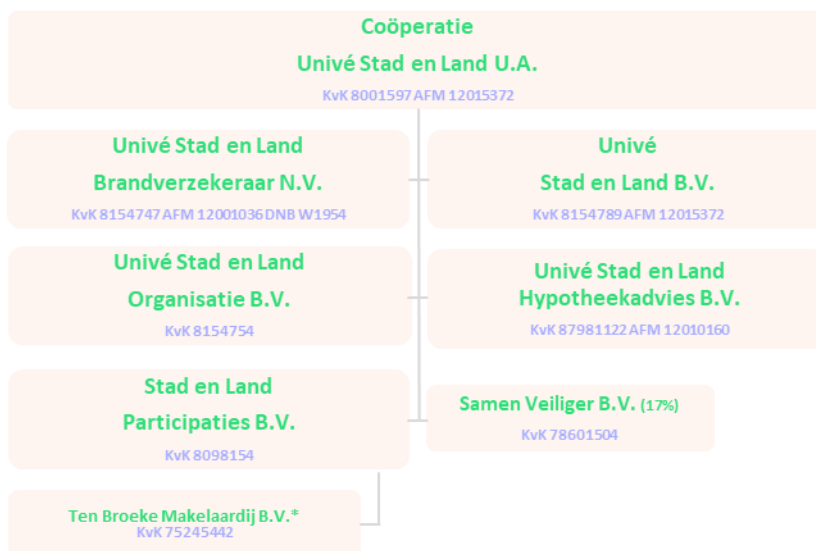 Coöperatie
Univé Stad en Land U.A.
KvK 8001597 AFM 12015372
Univé Stad en Land
Brandverzekeraar N.V.
KvK 8154747 AFM 12001036 DNB W1954
Univé
Stad en Land B.V.
KvK 8154789 AFM 12015372
Univé Stad en Land
Organisatie B.V.
KvK 8154754
Univé Stad en Land
Hypotheekadvies B.V.
KvK 87981122 AFM 12010160
Stad en Land
Participaties B.V.
KvK 8098154
Samen Veiliger B.V. (17%)
KvK 78601504
Ten Broeke Makelaardij B.V.*
KvK 75245442